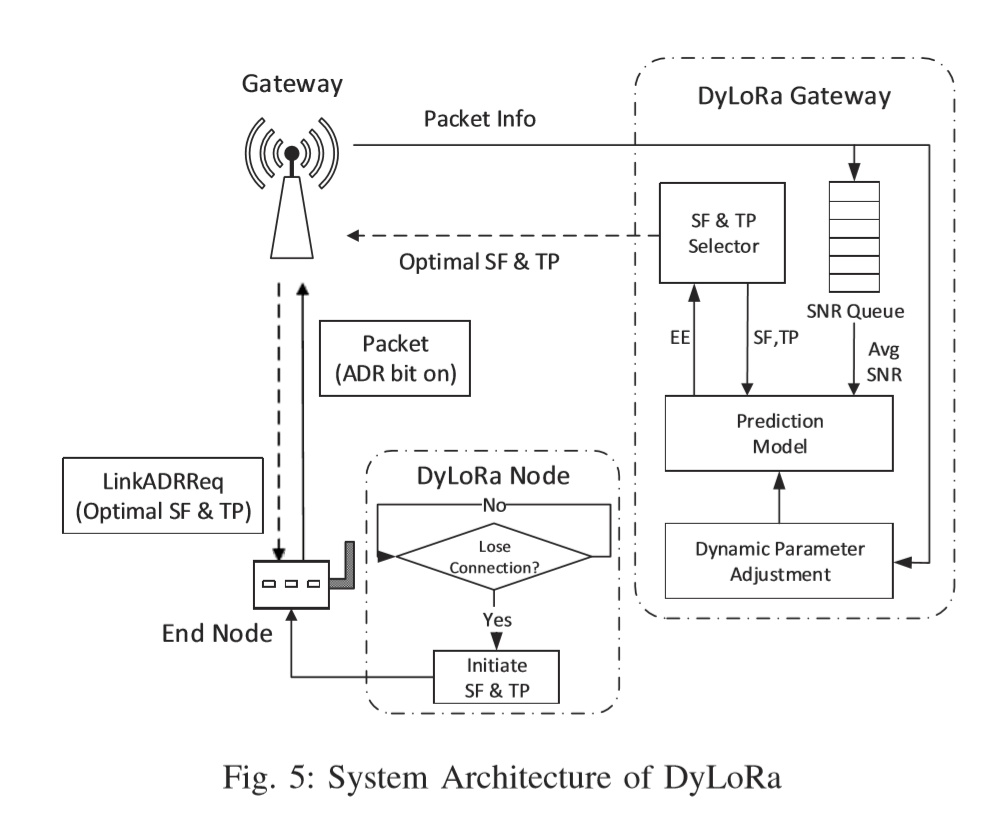 Gateway
Packet Info
DyLoRa Gateway
SF & TP
Selector
Optimal SF & TP
SNR Queue
EE
SF,TP
Avg
SNR
Packet
(ADR bit on)
Prediction
Model
LinkADRReq
(Optimal SF & TP)
DyLoRa Node
No
Lose
Connection?
Dynamic Parameter
Adjustment
End Node
Yes
Initiate
SF & TP
Fig. 5: System Architecture of DyLoRa